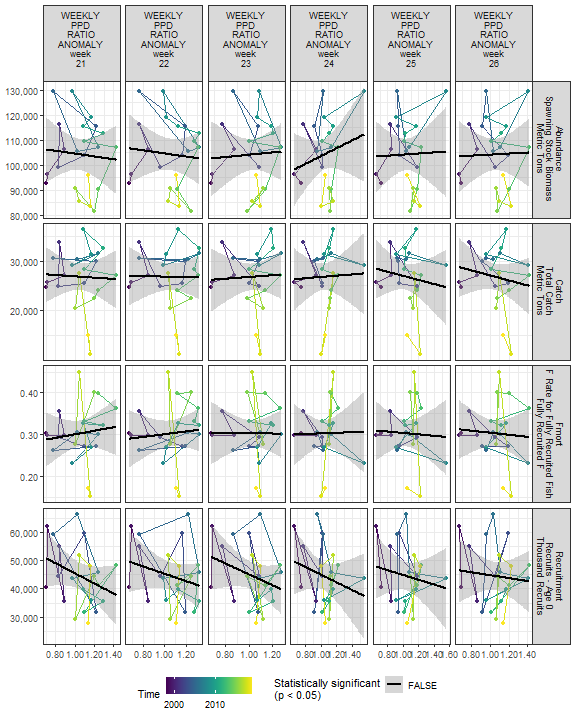 WEEKLY
PPD
RATIO
ANOMALY
week
21
WEEKLY
PPD
RATIO
ANOMALY
week
22
WEEKLY
PPD
RATIO
ANOMALY
week
23
WEEKLY
PPD
RATIO
ANOMALY
week
24
WEEKLY
PPD
RATIO
ANOMALY
week
25
WEEKLY
PPD
RATIO
ANOMALY
week
26
130,000
120,000
110,000
100,000
90,000
80,000
Abundance
Spawning Stock Biomass
Metric Tons
30,000
20,000
Catch
Total Catch
Metric Tons
0.40
0.30
0.20
Fmort
F Rate for Fully Recruited Fish
Fully Recruited F
60,000
50,000
40,000
30,000
Recruitment
Recruits - Age 0
Thousand Recruits
0.80 1.00 1.20 1.40
0.80 1.00 1.20
0.80 1.00 1.20
0.80 1.00 1.20 1.40
0.80 1.00 1.20 1.40 1.60
0.80 1.00 1.20 1.40
Time
2000 2010
Statistically significant
(p < 0.05)
FALSE